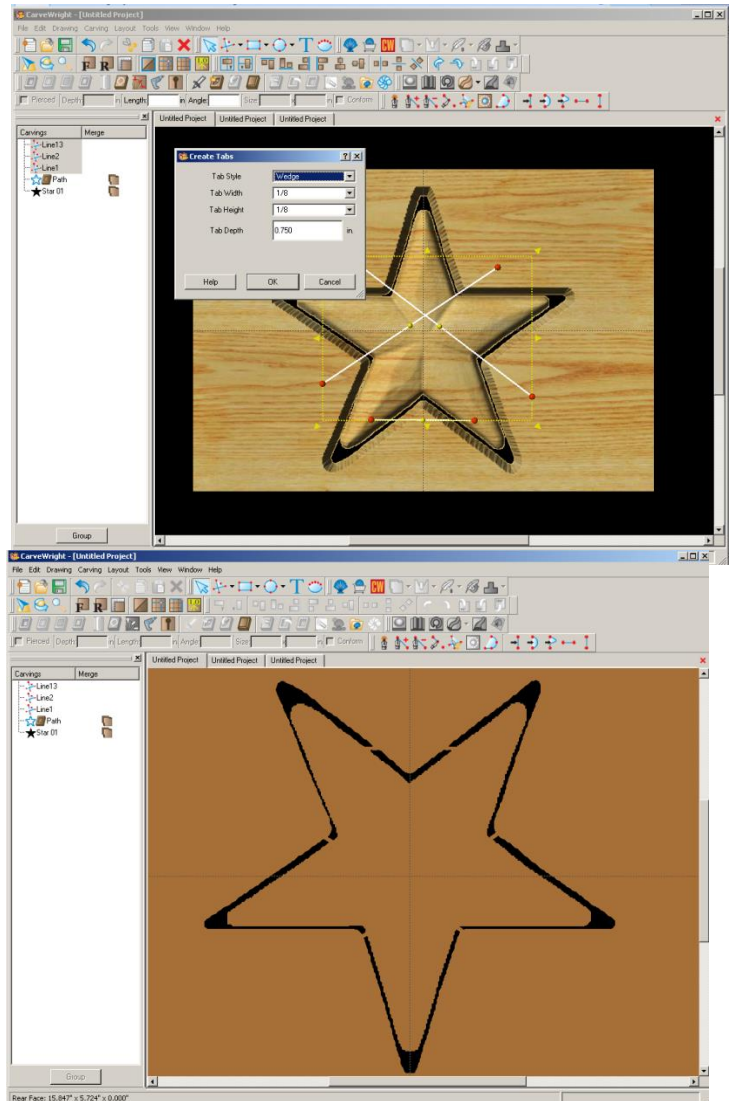 CarveWright - [Untitled Project]
File Edit Drawing Carving Layout Tools View Window Help
F R CW T
Pierced Depth: in Length: in Angle: Size: in Conform
Untitled Project Untitled Project Untitled Project
Carvings Merge
Line13
Line2
Line1
Path
Star 01
Create Tabs
Tab Style Wedge
Tab Width 1/8
Tab Height 1/8
Tab Depth 0.750 in.
Help OK Cancel
Group
CarveWright - [Untitled Project]
File Edit Drawing Carving Layout Tools View Window Help
T CW
F R
Pierced Depth: in Length: in Angle: Size: in Conform
Untitled Project Untitled Project Untitled Project
Carvings Merge
Line13
Line2
Line1
Path
Star 01
Group
Rear Face: 15.847" x 5.724" x 0.000"